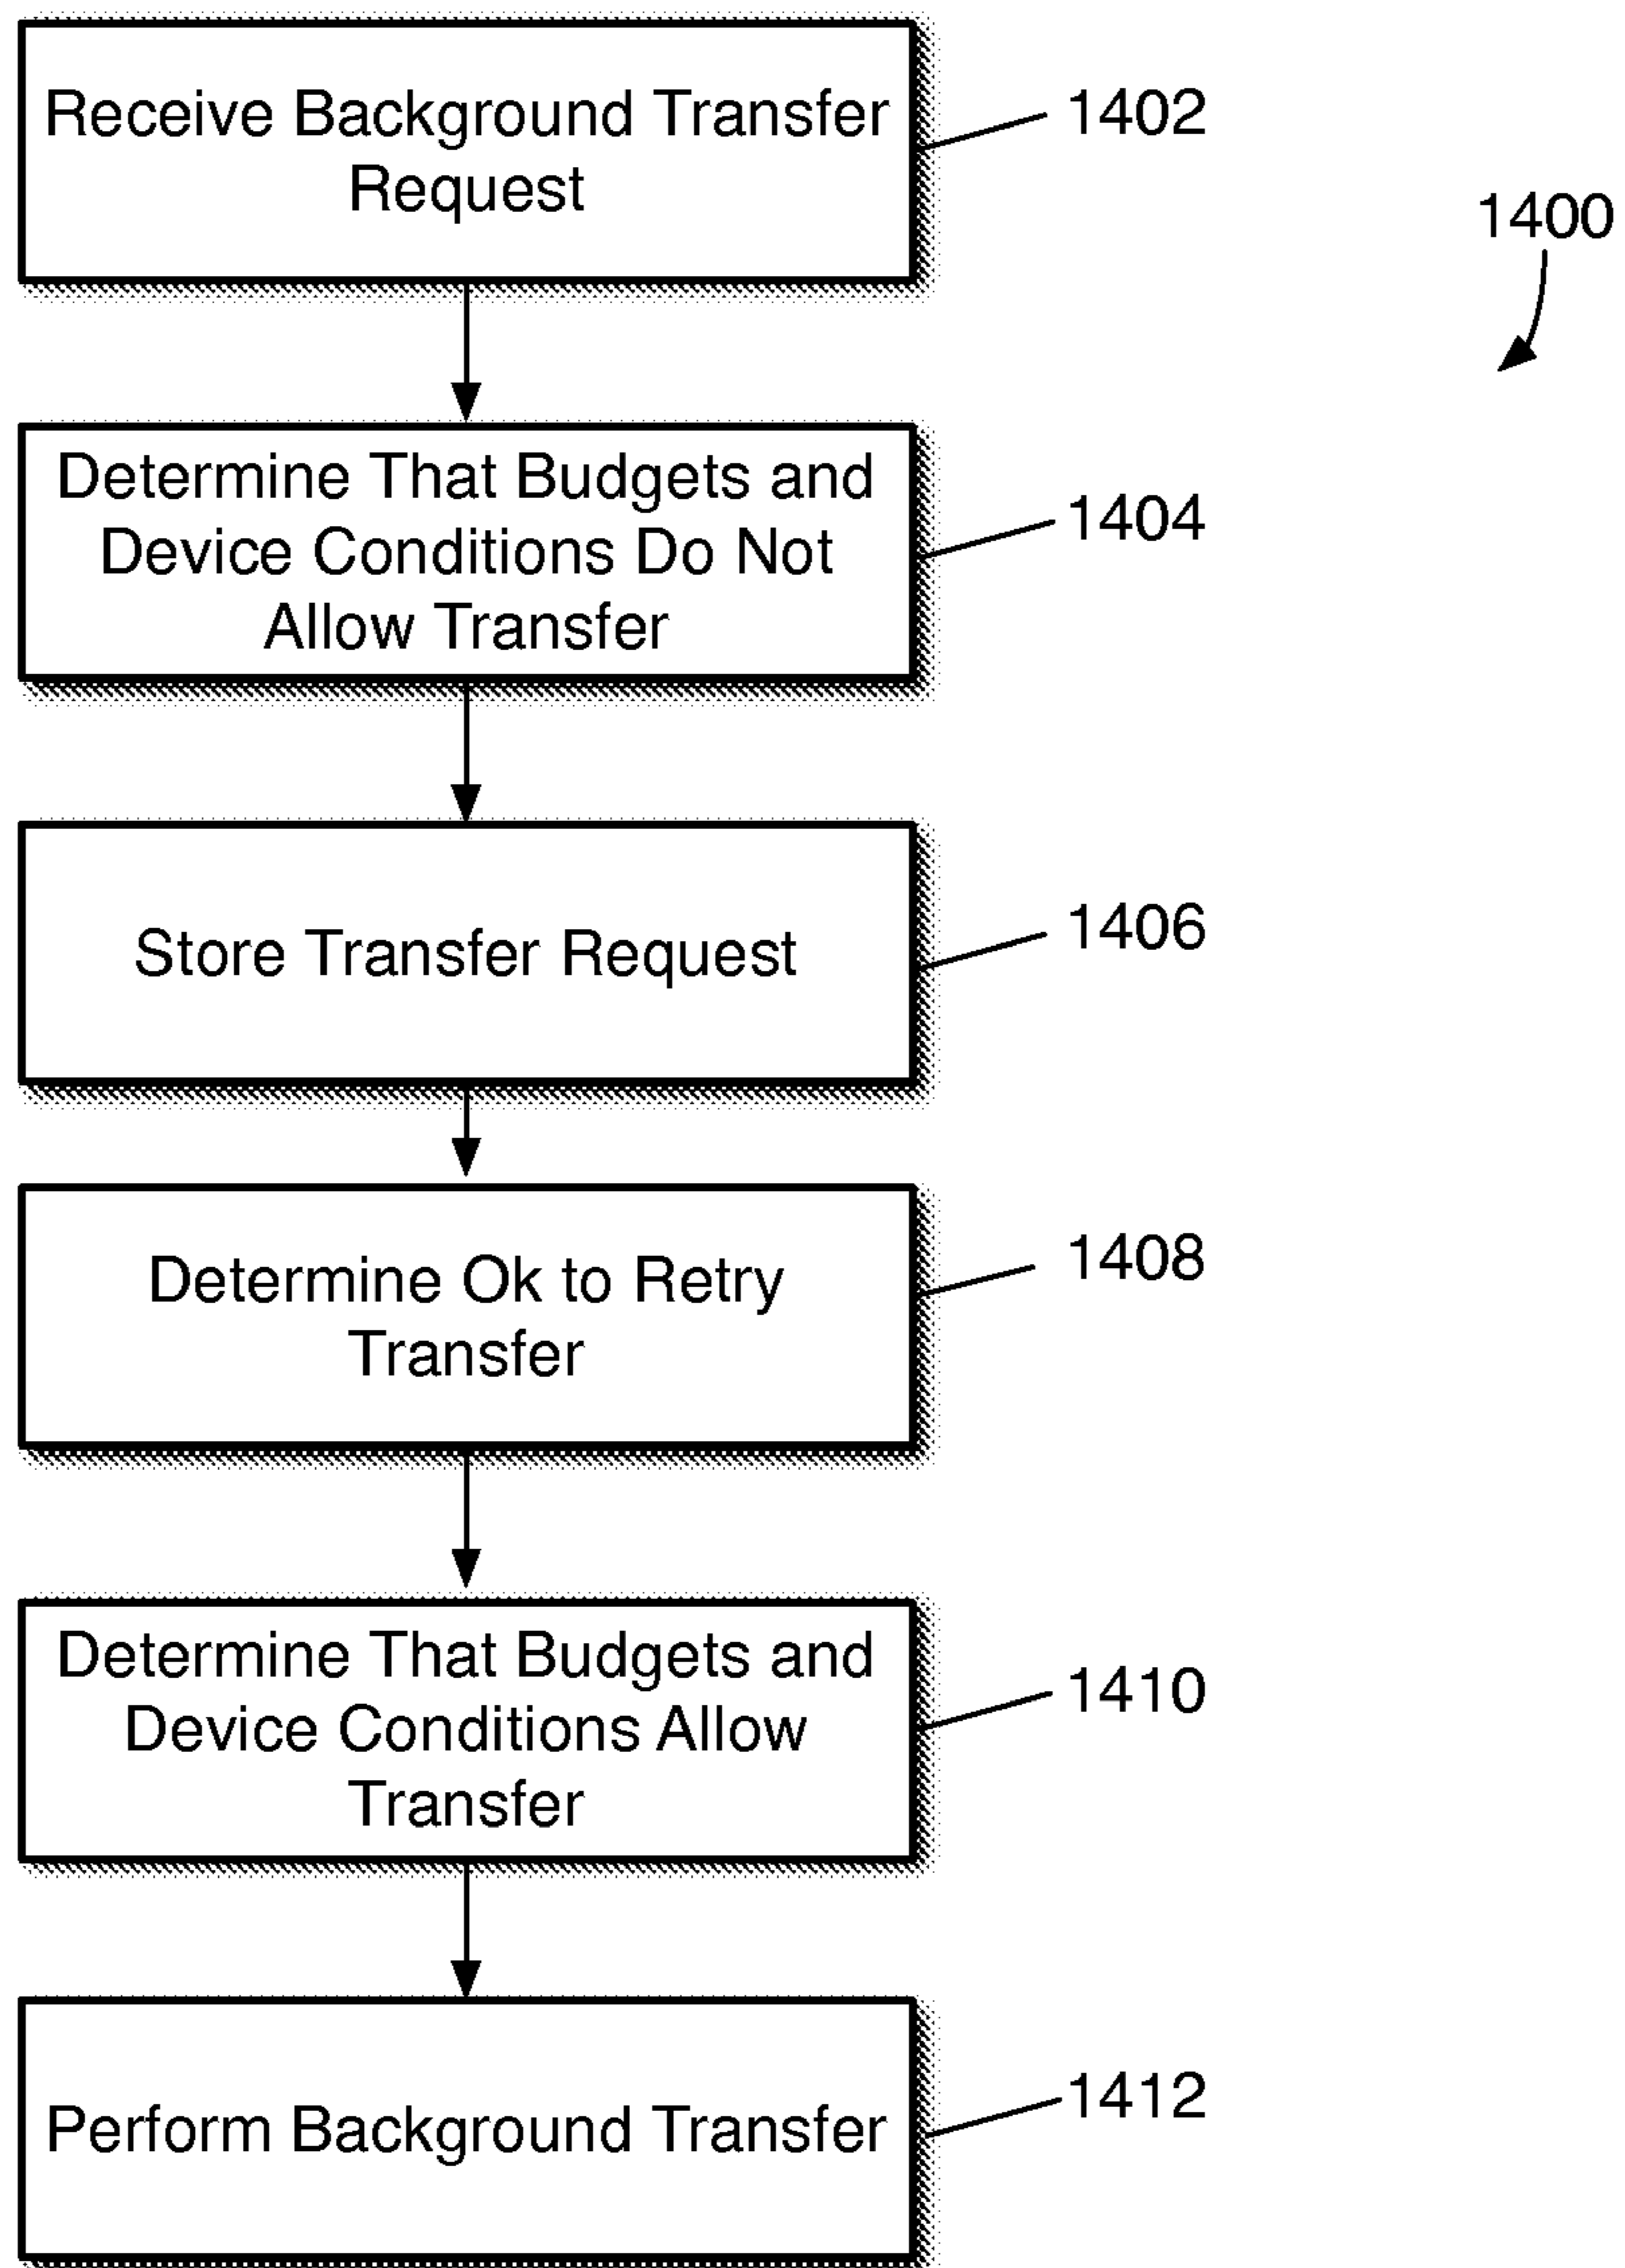 Receive Background Transfer
Request
1402
1400
Determine That Budgets and
Device Conditions Do Not
Allow Transfer
1404
Store Transfer Request
1406
Determine Ok to Retry
Transfer
1408
Determine That Budgets and
Device Conditions Allow
Transfer
1410
Perform Background Transfer
1412